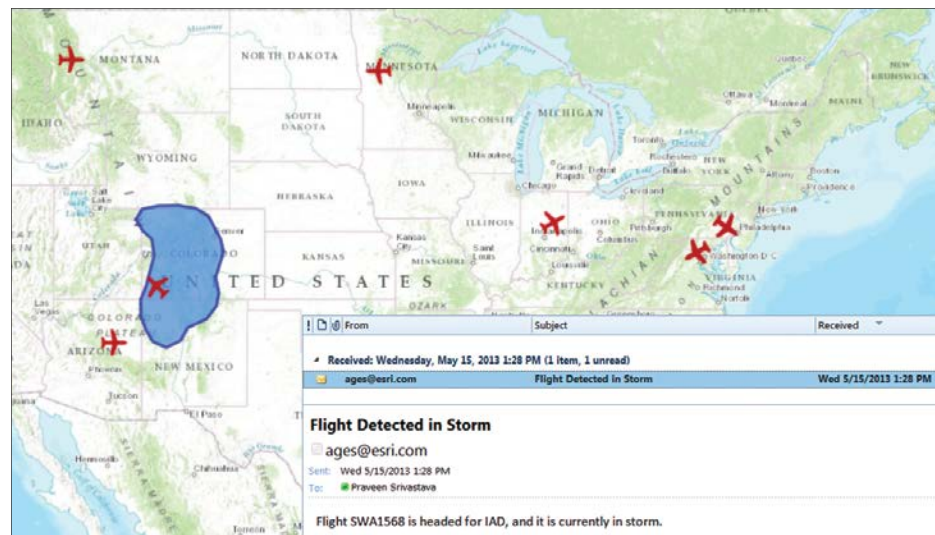 Missouri
QUEBEC
MONTANA
NORTH DAKOTA
MINNESOTA
Lake Superior
Quebec
NEW
BRUNSWICK
Ottawa
Montreal
MAINE
IDAHO
SOUTH
DAKOTA
Minneapolis
WISCONSIN
MICHIGAN
Toronto
Lake Michigan
WYOMING
Milwaukee
Grand
Rapids
Detroit
Rochester
Buffalo
NEW
YORK
Albany
Boston
Providence
Salt
Lake
City
IOWA
Chicago
Cleveland
NEBRASKA
PENNSYLVANIA
New York
Pittsburgh
Philadelphia
UTAH
COLORADO
ILLINOIS
Indianapolis
OHIO
Columbus
Cincinnati
MOUNTAINS
Kansas
City
KANSAS
MISSOURI
Saint
Louis
Louisville
Washington D C
UNITED STATES
KENTUCKY
VIRGINIA
Richmond
Norfolk
Las
Vegas
COLORADO
PLATEAU
OZARK
ARIZONA
Phoenix
NEW MEXICO
Tucson
El Paso
Hermosillo
Chihuahua
Torreón
From Subject Received
Received: Wednesday, May 15, 2013 1:28 PM (1 item, 1 unread)
ages@esri.com Flight Detected in Storm Wed 5/15/2013 1:28 PM
Flight Detected in Storm
ages@esri.com
Sent: Wed 5/15/2013 1:28 PM
To: Praveen Srivastava
Flight SWA1568 is headed for IAD, and it is currently in storm.